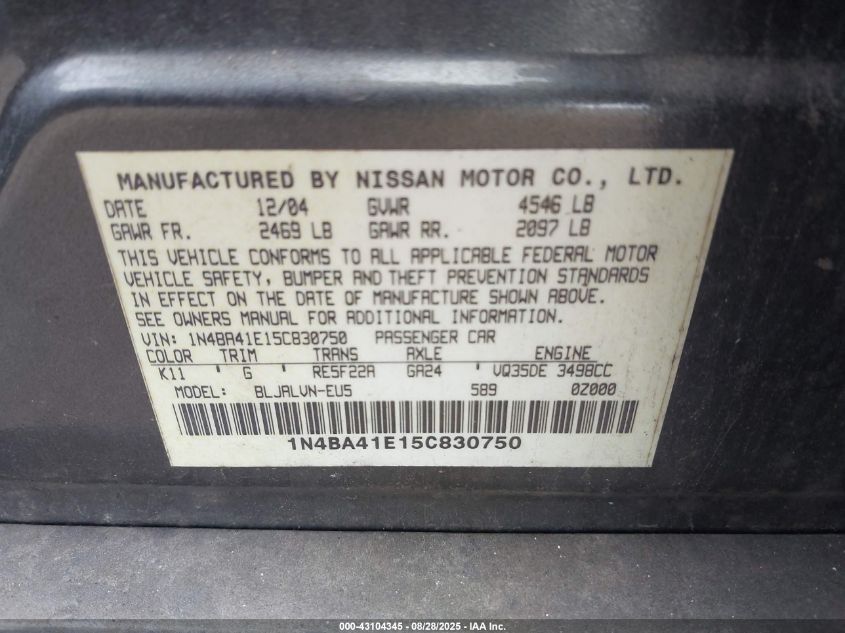 MANUFACTURED BY NISSAN MOTOR CO., LTD.
DATE 12/04 GVWR 4546 LB
GAWR FR. 2469 LB GAWR RR. 2097 LB
THIS VEHICLE CONFORMS TO ALL APPLICABLE FEDERAL MOTOR
VEHICLE SAFETY, BUMPER AND THEFT PREVENTION STANDARDS
IN EFFECT ON THE DATE OF MANUFACTURE SHOWN ABOVE.
SEE OWNERS MANUAL FOR ADDITIONAL INFORMATION.
VIN: 1N4BA41E15C830750 PASSENGER CAR
COLOR TRIM TRANS AXLE ENGINE
K11 ' G ' RE5F22A GA24 ' VQ35DE 3498CC
MODEL: BLJALVN-EU5 589 0Z000
1N4BA41E15C830750
000-43104345 - 08/28/2025 - IAA Inc.